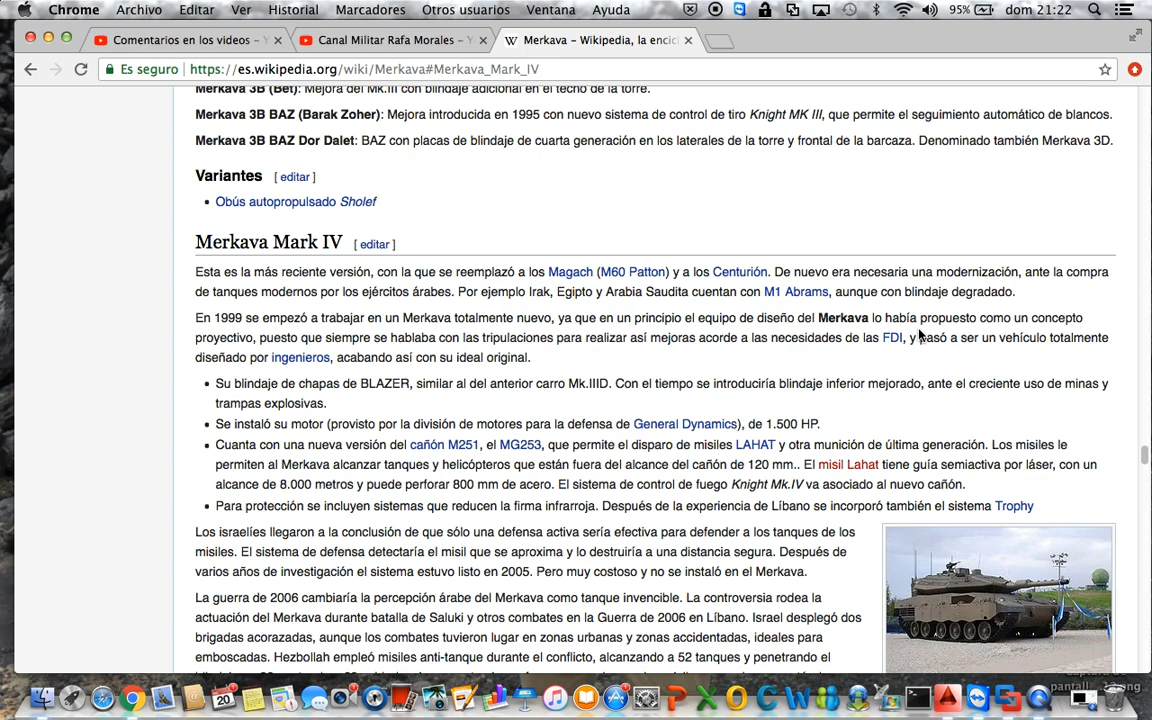 Chrome Archivo Editar Ver Historial Marcadores Otros usuarios Ventana Ayuda 95% dom 21:22
Comentarios en los videos - Y Canal Militar Rafa Morales - Y W Merkava – Wikipedia, la encic
Es seguro https://es.wikipedia.org/wiki/Merkava#Merkava_Mark_IV
Merkava 3B (Bet): Mejora del Mk.III con blindaje adicional en el techo de la torre.
Merkava 3B BAZ (Barak Zoher): Mejora introducida en 1995 con nuevo sistema de control de tiro Knight MK III, que permite el seguimiento automático de blancos.
Merkava 3B BAZ Dor Dalet: BAZ con placas de blindaje de cuarta generación en los laterales de la torre y frontal de la barcaza. Denominado también Merkava 3D.
Variantes [ editar ]
• Obús autopropulsado Sholef
Merkava Mark IV [ editar ]
Esta es la más reciente versión, con la que se reemplazó a los Magach (M60 Patton) y a los Centurión. De nuevo era necesaria una modernización, ante la compra
de tanques modernos por los ejércitos árabes. Por ejemplo Irak, Egipto y Arabia Saudita cuentan con M1 Abrams, aunque con blindaje degradado.
En 1999 se empezó a trabajar en un Merkava totalmente nuevo, ya que en un principio el equipo de diseño del Merkava lo había propuesto como un concepto
proyectivo, puesto que siempre se hablaba con las tripulaciones para realizar así mejoras acorde a las necesidades de las FDI, y pasó a ser un vehículo totalmente
diseñado por ingenieros, acabando así con su ideal original.
• Su blindaje de chapas de BLAZER, similar al del anterior carro Mk.IIID. Con el tiempo se introduciría blindaje inferior mejorado, ante el creciente uso de minas y
trampas explosivas.
• Se instaló su motor (provisto por la división de motores para la defensa de General Dynamics), de 1.500 HP.
• Cuanta con una nueva versión del cañón M251, el MG253, que permite el disparo de misiles LAHAT y otra munición de última generación. Los misiles le
permiten al Merkava alcanzar tanques y helicópteros que están fuera del alcance del cañón de 120 mm.. El misil Lahat tiene guía semiactiva por láser, con un
alcance de 8.000 metros y puede perforar 800 mm de acero. El sistema de control de fuego Knight Mk.IV va asociado al nuevo cañón.
• Para protección se incluyen sistemas que reducen la firma infrarroja. Después de la experiencia de Líbano se incorporó también el sistema Trophy
Los israelíes llegaron a la conclusión de que sólo una defensa activa sería efectiva para defender a los tanques de los
misiles. El sistema de defensa detectaría el misil que se aproxima y lo destruiría a una distancia segura. Después de
varios años de investigación el sistema estuvo listo en 2005. Pero muy costoso y no se instaló en el Merkava.
La guerra de 2006 cambiaría la percepción árabe del Merkava como tanque invencible. La controversia rodea la
actuación del Merkava durante batalla de Saluki y otros combates en la Guerra de 2006 en Líbano. Israel desplegó dos
brigadas acorazadas, aunque los combates tuvieron lugar en zonas urbanas y zonas accidentadas, ideales para
emboscadas. Hezbollah empleó misiles anti-tanque durante el conflicto, alcanzando a 52 tanques y penetrando el